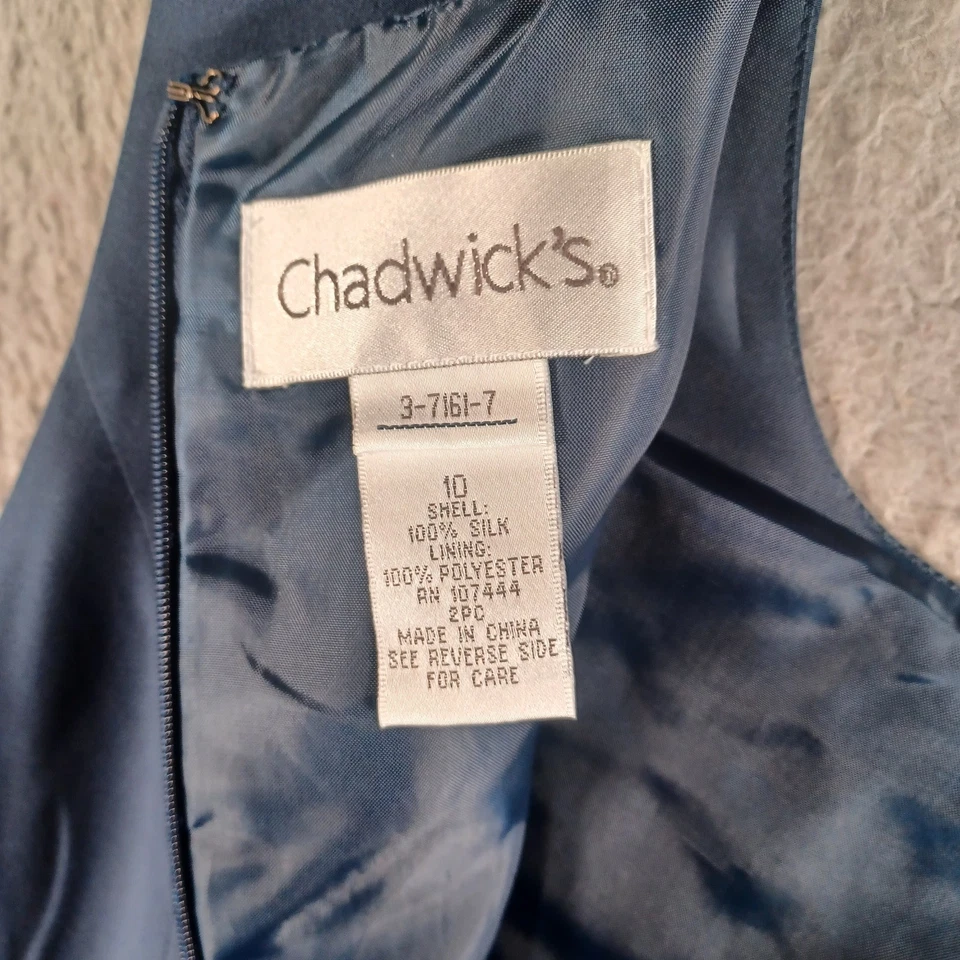 Chadwick's®
3-7161-7
10
SHELL:
100% SILK
LINING:
100% POLYESTER
RN 107444
2PC
MADE IN CHINA
SEE REVERSE SIDE
FOR CARE